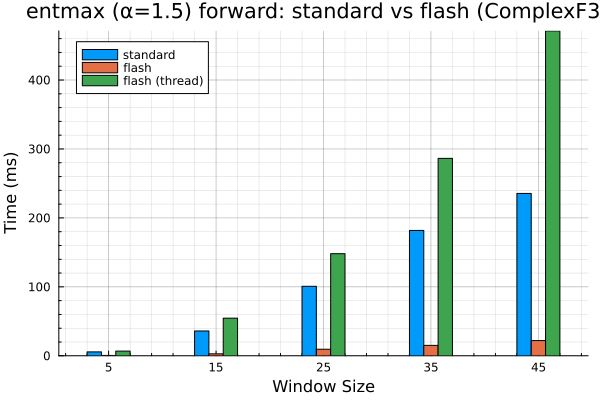 entmax (α=1.5) forward: standard vs flash (ComplexF3
standard
flash
flash (thread)
Time (ms)
400
300
200
100
0
5 15 25 35 45
Window Size